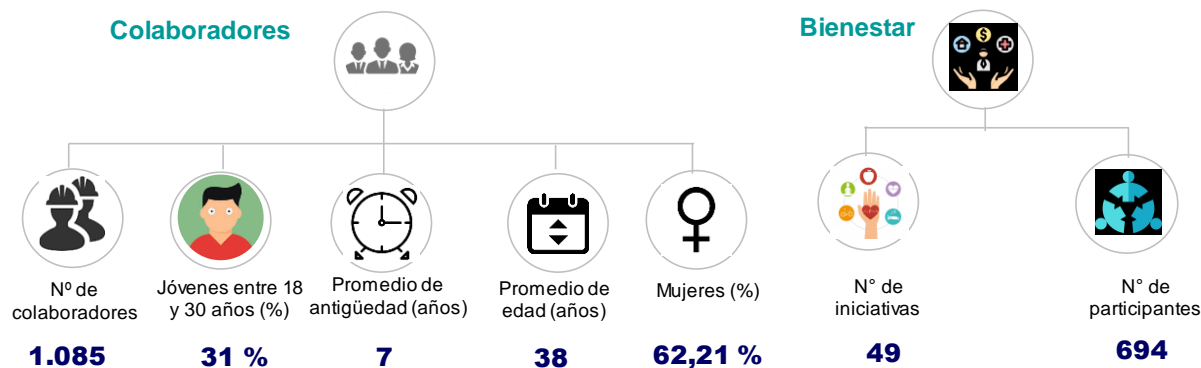 Colaboradores
Bienestar
Nº de
colaboradores
1.085
Jóvenes entre 18
y 30 años (%)
31 %
Promedio de
antigüedad (años)
7
Promedio de
edad (años)
38
Mujeres (%)
62,21 %
N° de
iniciativas
49
N° de
participantes
694